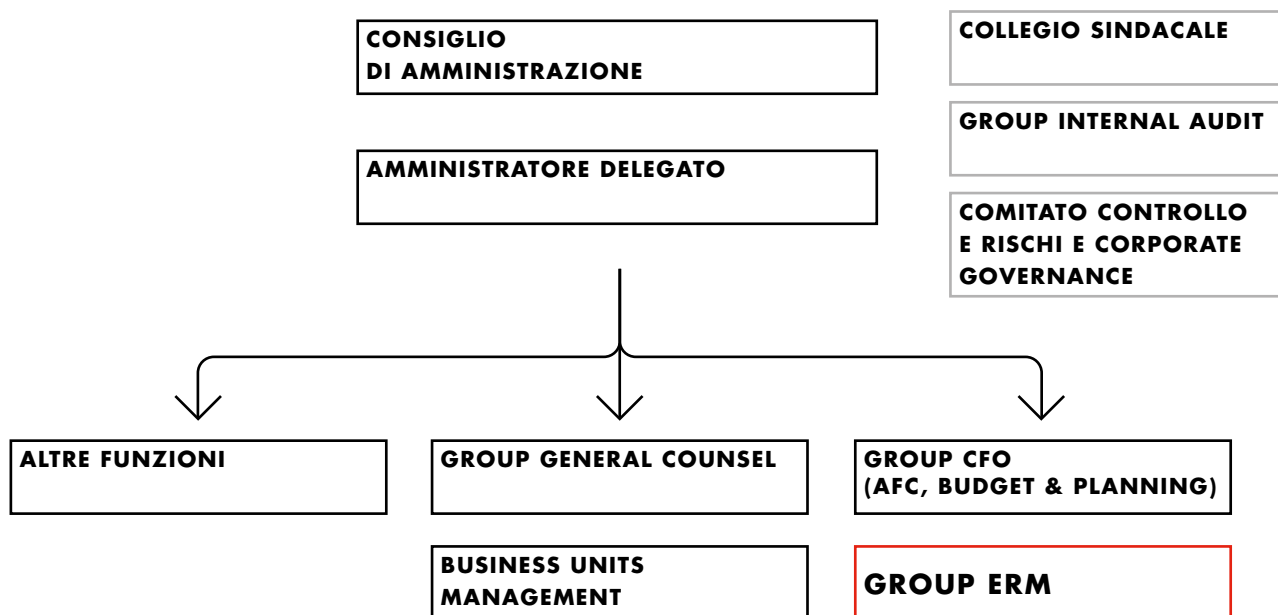 CONSIGLIO
DI AMMINISTRAZIONE
AMMINISTRATORE DELEGATO
COLLEGIO SINDACALE
GROUP INTERNAL AUDIT
COMITATO CONTROLLO
E RISCHI E CORPORATE
GOVERNANCE
ALTRE FUNZIONI
GROUP GENERAL COUNSEL
GROUP CFO
(AFC, BUDGET & PLANNING)
BUSINESS UNITS
MANAGEMENT
GROUP ERM